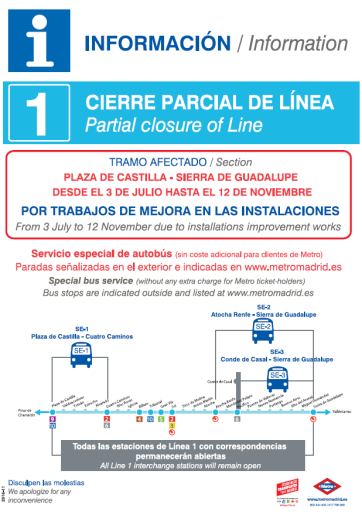 i
INFORMACIÓN / Information
1
CIERRE PARCIAL DE LÍNEA
Partial closure of Line
TRAMO AFECTADO / Section
PLAZA DE CASTILLA - SIERRA DE GUADALUPE
DESDE EL 3 DE JULIO HASTA EL 12 DE NOVIEMBRE
POR TRABAJOS DE MEJORA EN LAS INSTALACIONES
From 3 July to 12 November due to installations improvement works
Servicio especial de autobús (sin coste adicional para clientes de Metro)
Paradas señalizadas en el exterior e indicadas en www.metromadrid.es
Special bus service (without any extra charge for Metro ticket-holders)
Bus stops are indicated outside and listed at www.metromadrid.es
SE-2
Atocha Renfe - Sierra de Guadalupe
SE-1
Plaza de Castilla - Cuatro Caminos
SE-2
SE-1
SE-3
Conde de Casal - Sierra de Guadalupe
SE-3
Conde de Casal
Plaza de Castilla
Pinar de Chamartín
Valdecarros
Todas las estaciones de Línea 1 con correspondencias
permanecerán abiertas
All Line 1 interchange stations will remain open
Disculpen las molestias
We apologize for any
inconvenience
Metro
www.metromadrid.es